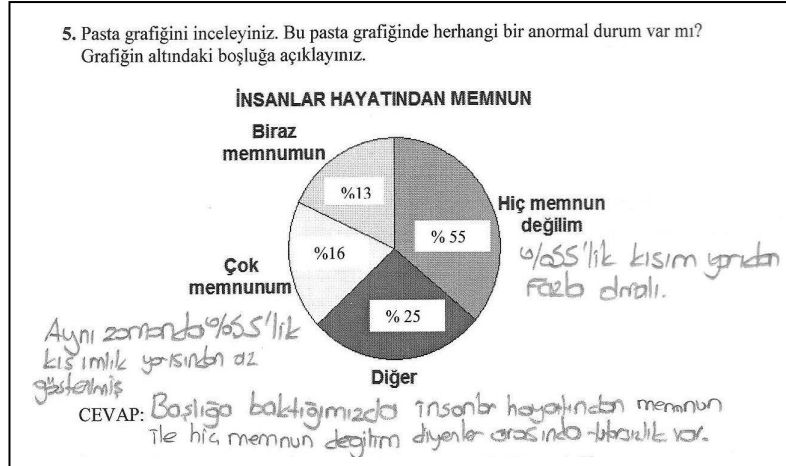 5. Pasta grafiğini inceleyiniz. Bu pasta grafiğinde herhangi bir anormal durum var mı?
Grafiğin altındaki boşluğa açıklayınız.
İNSANLAR HAYATINDAN MEMNUN
Biraz
memnumun
%13
Hiç memnun
değilim
% 55
%55'lik kısım yarıdan
Fazla olmalı.
%16
Çok
memnunum
% 25
Diğer
Aynı zamanda %55'lik
kısımlık yarısından az
gösterilmiş
CEVAP: Başlığa baktığımızda insanlar hayatından memnun
ile hiç memnun değilim diyenler arasında tutarsızlık var.